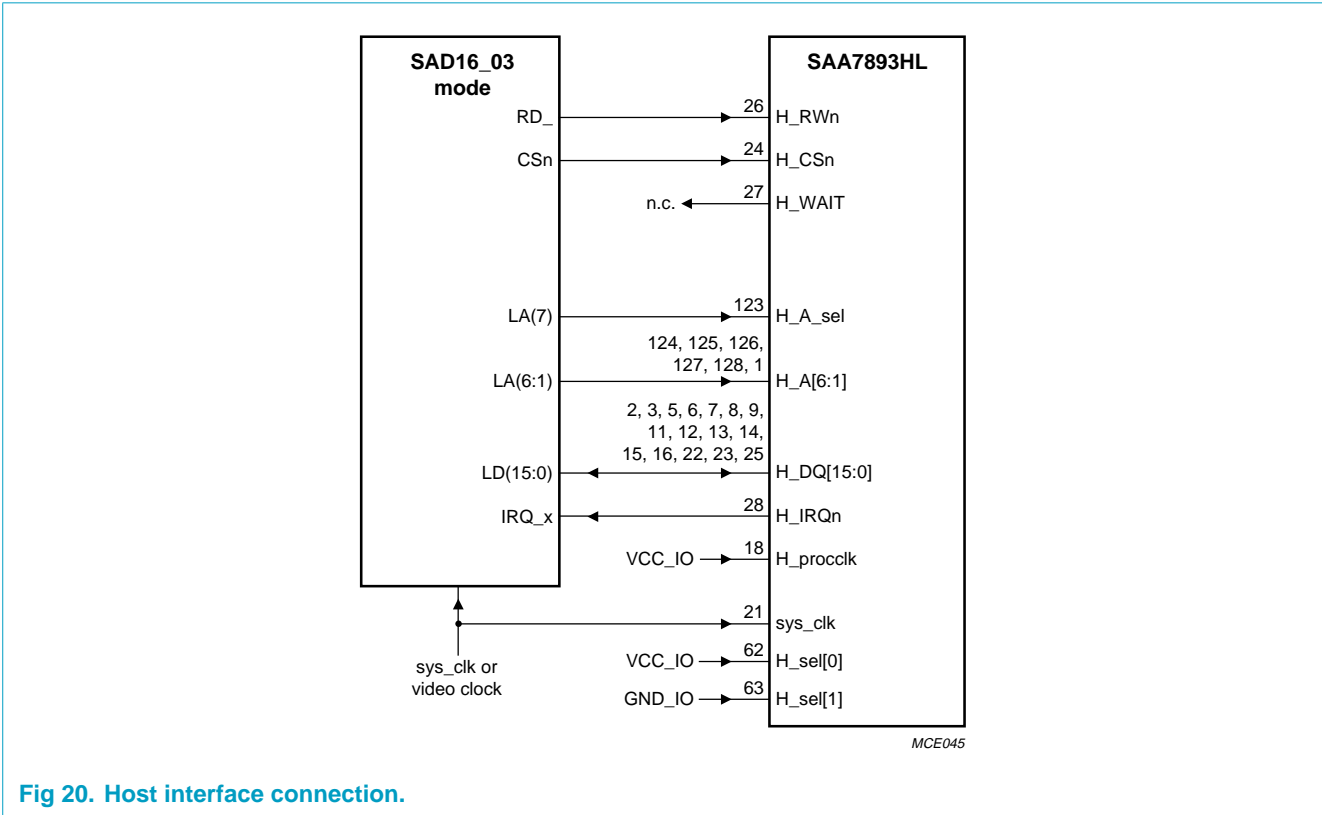 SAD16_03
mode
SAA7893HL
RD_
26
H_RWn
CSn
24
H_CSn
n.c.
27
H_WAIT
LA(7)
123
H_A_sel
124, 125, 126,
127, 128, 1
LA(6:1)
H_A[6:1]
2, 3, 5, 6, 7, 8, 9,
11, 12, 13, 14,
15, 16, 22, 23, 25
LD(15:0)
H_DQ[15:0]
IRQ_x
28
H_IRQn
VCC_IO
18
H_procclk
21
sys_clk
sys_clk or
video clock
VCC_IO
62
H_sel[0]
GND_IO
63
H_sel[1]
MCE045
Fig 20. Host interface connection.